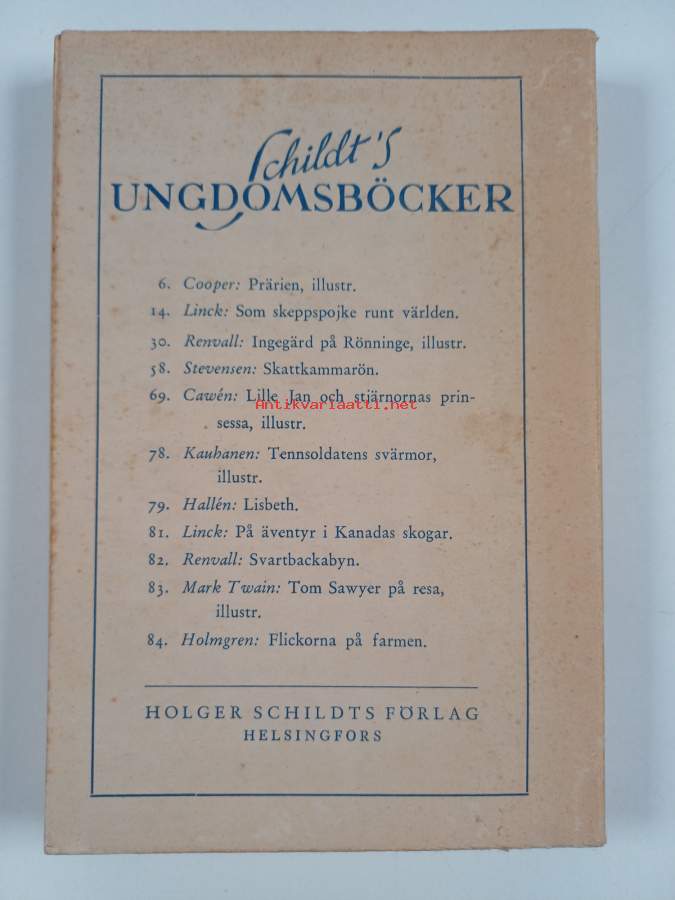 Schildt's
UNGDOMSBÖCKER
6. Cooper: Prärien, illustr.
14. Linck: Som skeppspojke runt världen.
30. Renvall: Ingegärd på Rönninge, illustr.
58. Stevensen: Skattkammarön.
69. Cawén: Lille Jan och stjärnornas prin-
Antikvariaatti.net
sessa, illustr.
78. Kauhanen: Tennsoldatens svärmor,
illustr.
79. Hallén: Lisbeth.
81. Linck: På äventyr i Kanadas skogar.
82. Renvall: Svartbackabyn.
83. Mark Twain: Tom Sawyer på resa,
illustr.
84. Holmgren: Flickorna på farmen.
HOLGER SCHILDTS FÖRLAG
HELSINGFORS